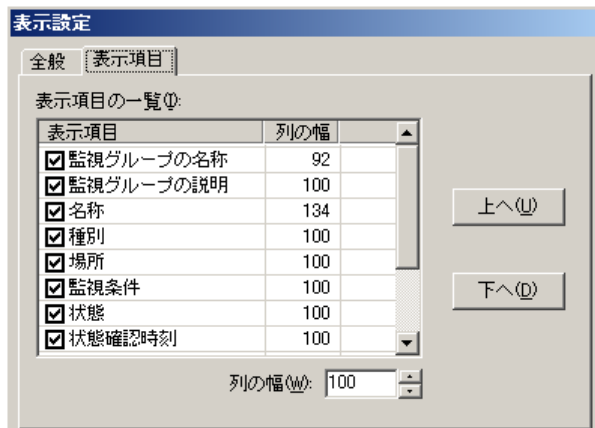 表示設定
全般 表示項目
表示項目の一覧(I):
表示項目 列の幅
監視グループの名称 92
監視グループの説明 100
名称 134
種別 100
場所 100
監視条件 100
状態 100
状態確認時刻 100
上へ(U)
下へ(D)
列の幅(W): 100